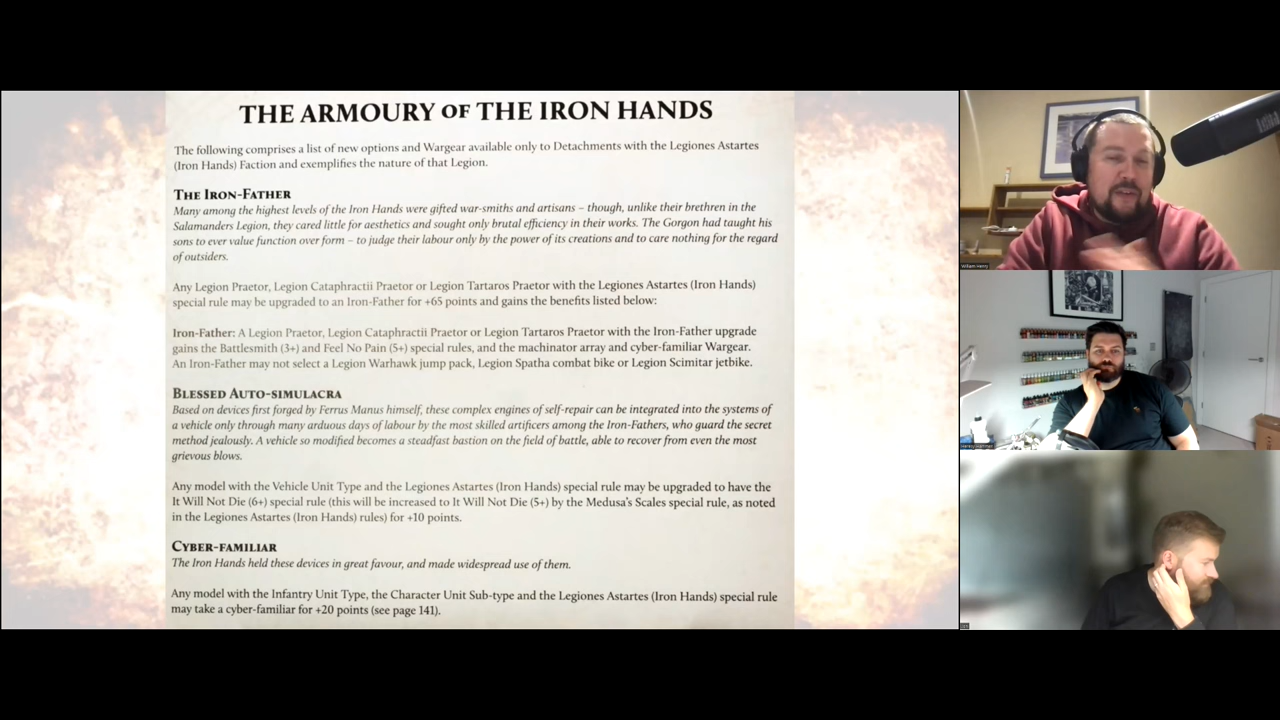 THE ARMOURY OF THE IRON HANDS
The following comprises a list of new options and Wargear available only to Detachments with the Legiones Astartes
(Iron Hands) Faction and exemplifies the nature of that Legion.
THE IRON-FATHER
Many among the highest levels of the Iron Hands were gifted war-smiths and artisans – though, unlike their brethren in the
Salamanders Legion, they cared little for aesthetics and sought only brutal efficiency in their works. The Gorgon had taught his
sons to ever value function over form – to judge their labour only by the power of its creations and to care nothing for the regard
of outsiders.
Any Legion Praetor, Legion Cataphractii Praetor or Legion Tartaros Praetor with the Legiones Astartes (Iron Hands)
special rule may be upgraded to an Iron-Father for +65 points and gains the benefits listed below:
Iron-Father: A Legion Praetor, Legion Cataphractii Praetor or Legion Tartaros Praetor with the Iron-Father upgrade
gains the Battlesmith (3+) and Feel No Pain (5+) special rules, and the machinator array and cyber-familiar Wargear.
An Iron-Father may not select a Legion Warhawk jump pack, Legion Spatha combat bike or Legion Scimitar jetbike.
BLESSED AUTO-SIMULACRA
Based on devices first forged by Ferrus Manus himself, these complex engines of self-repair can be integrated into the systems of
a vehicle only through many arduous days of labour by the most skilled artificers among the Iron-Fathers, who guard the secret
method jealously. A vehicle so modified becomes a steadfast bastion on the field of battle, able to recover from even the most
grievous blows.
Any model with the Vehicle Unit Type and the Legiones Astartes (Iron Hands) special rule may be upgraded to have the
It Will Not Die (6+) special rule (this will be increased to It Will Not Die (5+) by the Medusa's Scales special rule, as noted
in the Legiones Astartes (Iron Hands) rules) for +10 points.
CYBER-FAMILIAR
The Iron Hands held these devices in great favour, and made widespread use of them.
Any model with the Infantry Unit Type, the Character Unit Sub-type and the Legiones Astartes (Iron Hands) special rule
may take a cyber-familiar for +20 points (see page 141).
William Henry